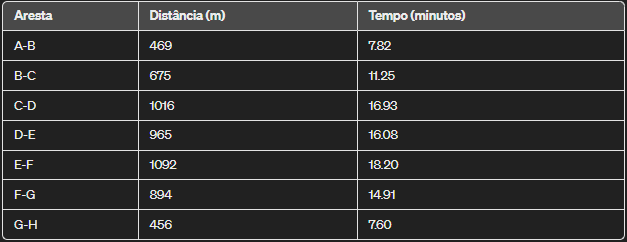 Aresta Distância (m) Tempo (minutos)
A-B 469 7.82
B-C 675 11.25
C-D 1016 16.93
D-E 965 16.08
E-F 1092 18.20
F-G 894 14.91
G-H 456 7.60